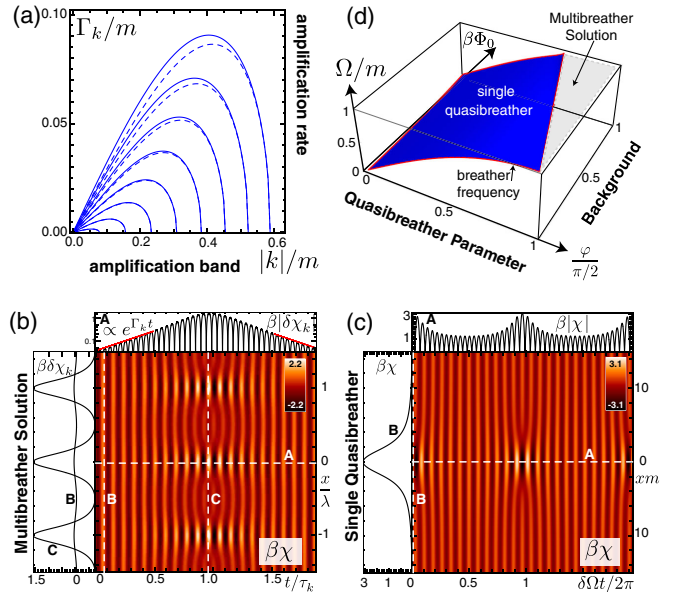 (a)
Γk/m
0.10
0.05
0.00
0.0
0.2
0.4
0.6
|k|/m
amplification rate
amplification band
(d)
βΦ0
Ω/m
1
0.5
0
Multibreather
Solution
single
quasibreather
breather
frequency
0
0.5
1
0.5
1
Quasibreather Parameter
Background
φ
π/2
(b)
A
∝ e^Γk t
β|δχk|
0.1
1
βδχk
2.2
-2.2
Multibreather Solution
A
B
B
C
C
1
0
-1
x
λ
βχ
1.5
0
0
0.5
1.0
1.5
t/τk
(c)
A
β|χ|
3
1
βχ
3.1
-3.1
Single Quasibreather
B
A
B
10
0
10
xm
βχ
3
1
0
0
1
2
δΩt/2π